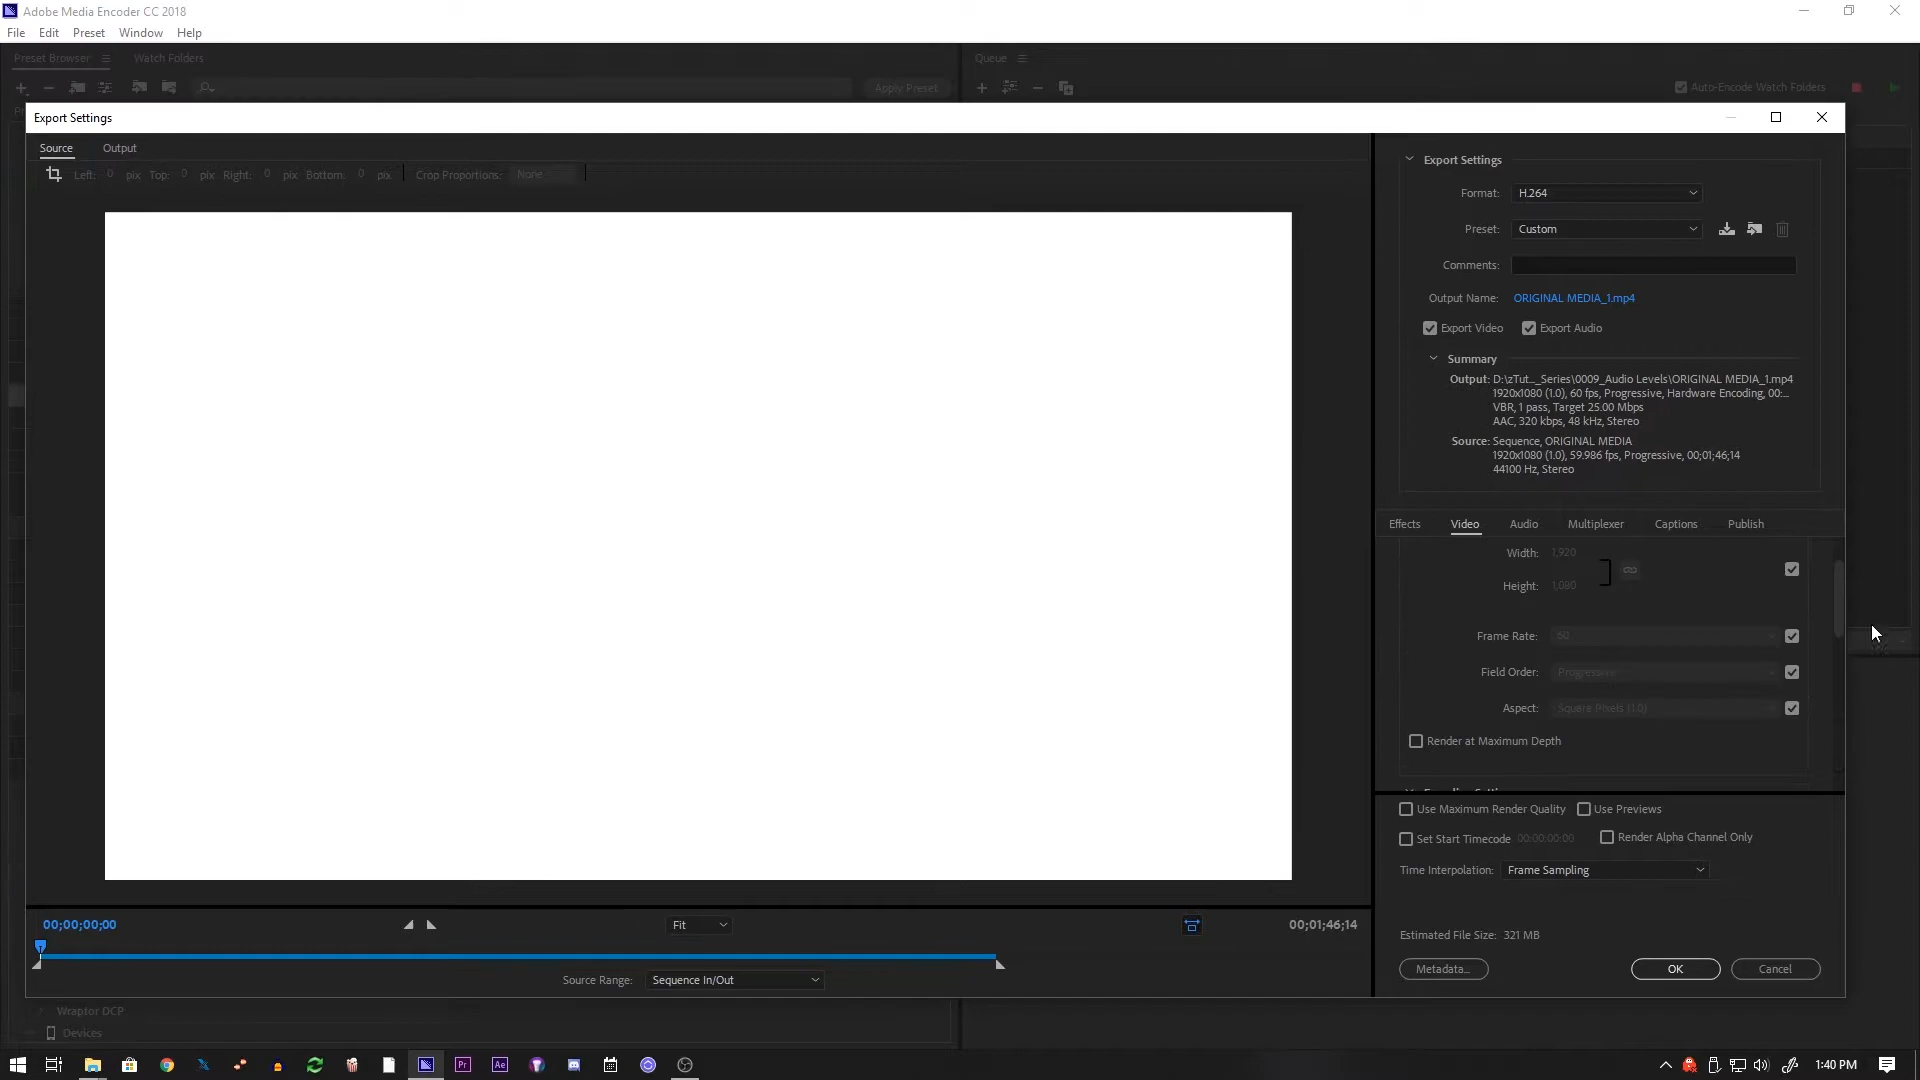 Adobe Media Encoder CC 2018
File Edit Preset Window Help
Preset Browser Watch Folders
Queue
Apply Preset
Auto-Encode Watch Folders
Export Settings
Source Output
Left: 0 pix Top: 0 pix Right: 0 pix Bottom: 0 pix Crop Proportions: None
Export Settings
Format: H.264
Preset: Custom
Comments:
Output Name: ORIGINAL MEDIA_1.mp4
Export Video Export Audio
Summary
Output: D:\zTut..._Series\0009_Audio Levels\ORIGINAL MEDIA_1.mp4
1920x1080 (1.0), 60 fps, Progressive, Hardware Encoding, 00:...
VBR, 1 pass, Target 25.00 Mbps
AAC, 320 kbps, 48 kHz, Stereo
Source: Sequence, ORIGINAL MEDIA
1920x1080 (1.0), 59.986 fps, Progressive, 00;01;46;14
44100 Hz, Stereo
Effects Video Audio Multiplexer Captions Publish
Width: 1,920
Height: 1,080
Frame Rate: 60
Field Order: Progressive
Aspect: Square Pixels (1.0)
Render at Maximum Depth
Use Maximum Render Quality Use Previews
Set Start Timecode 00:00:00:00 Render Alpha Channel Only
Time Interpolation: Frame Sampling
Estimated File Size: 321 MB
Metadata... OK Cancel
00;00;00;00 Fit 00;01;46;14
Source Range: Sequence In/Out
Wraptor DCP
Devices
Pr Ae
1:40 PM